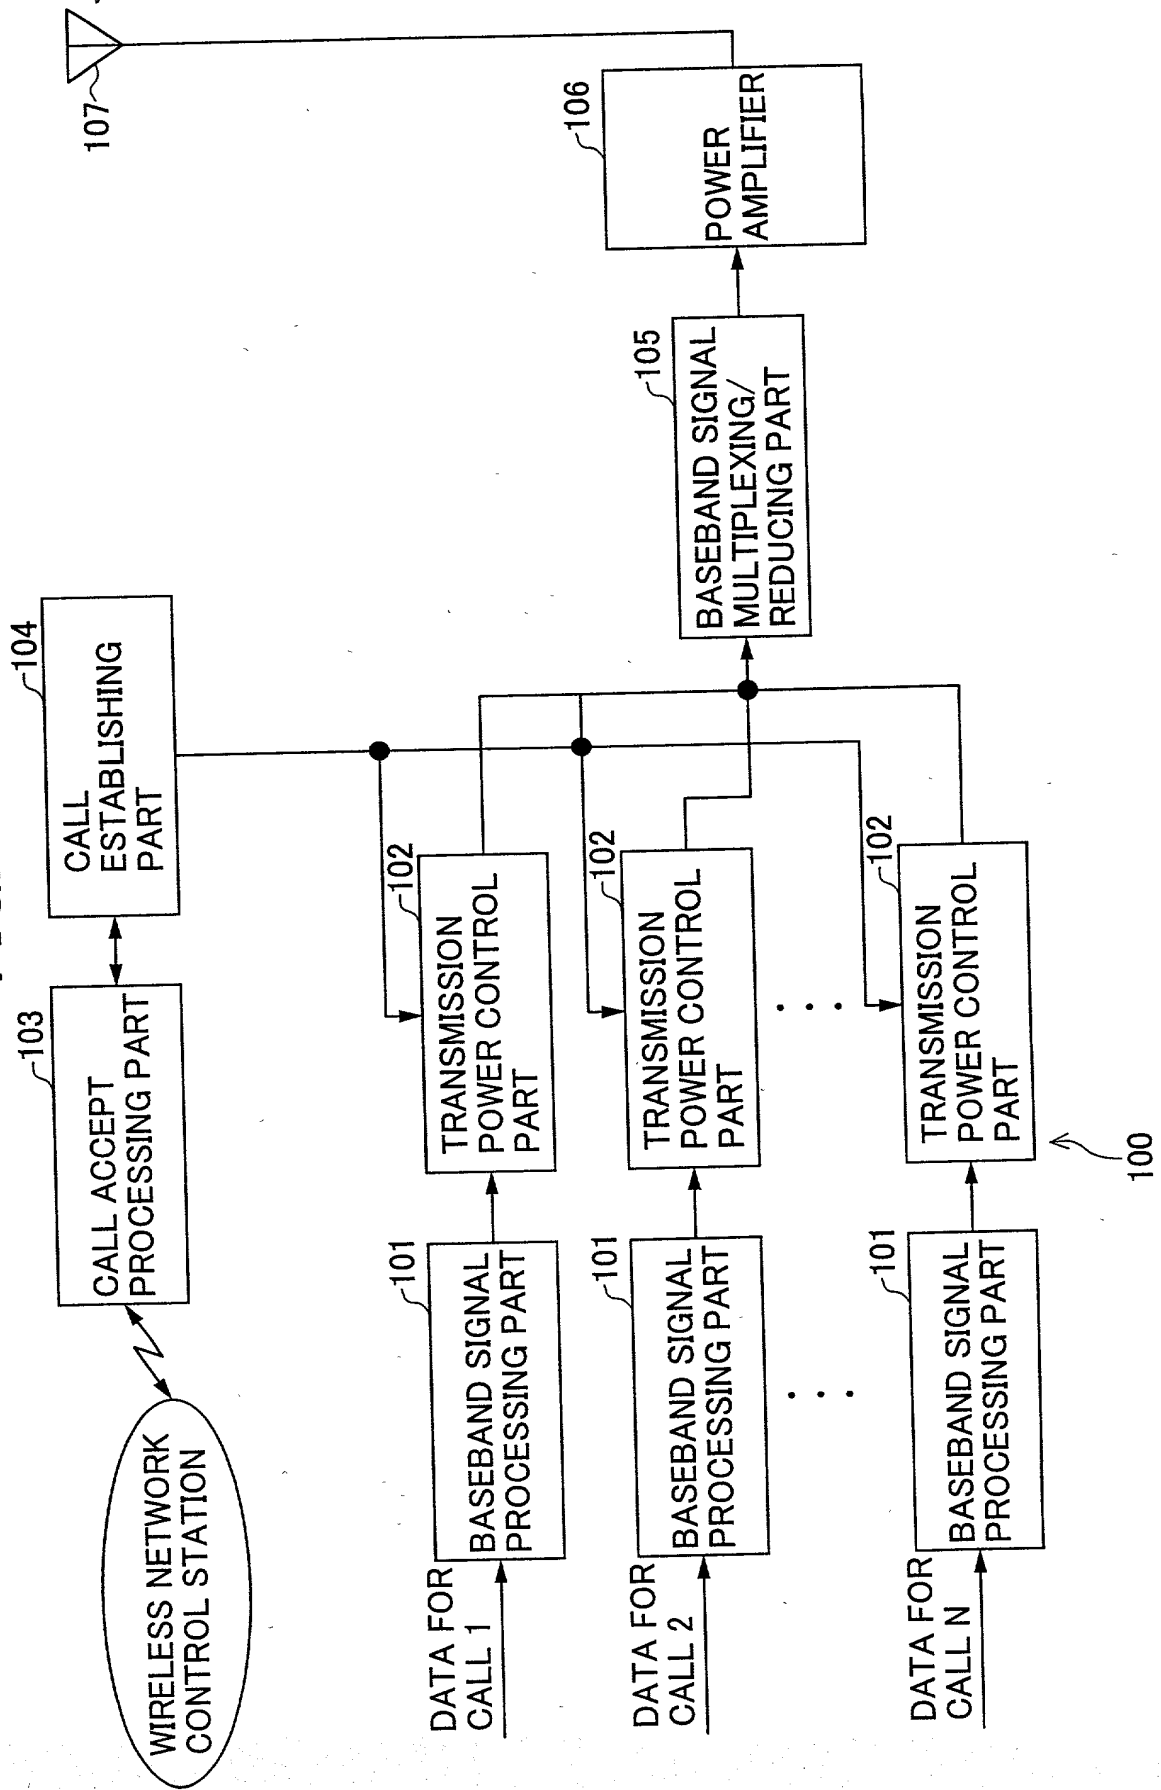 WIRELESS NETWORK
CONTROL STATION
103
CALL ACCEPT
PROCESSING PART
104
CALL
ESTABLISHING
PART
107
DATA FOR
CALL 1
101
BASEBAND SIGNAL
PROCESSING PART
102
TRANSMISSION
POWER CONTROL
PART
DATA FOR
CALL 2
101
BASEBAND SIGNAL
PROCESSING PART
102
TRANSMISSION
POWER CONTROL
PART
105
BASEBAND SIGNAL
MULTIPLEXING/
REDUCING PART
106
POWER
AMPLIFIER
. . .
. . .
DATA FOR
CALL N
101
BASEBAND SIGNAL
PROCESSING PART
102
TRANSMISSION
POWER CONTROL
PART
100